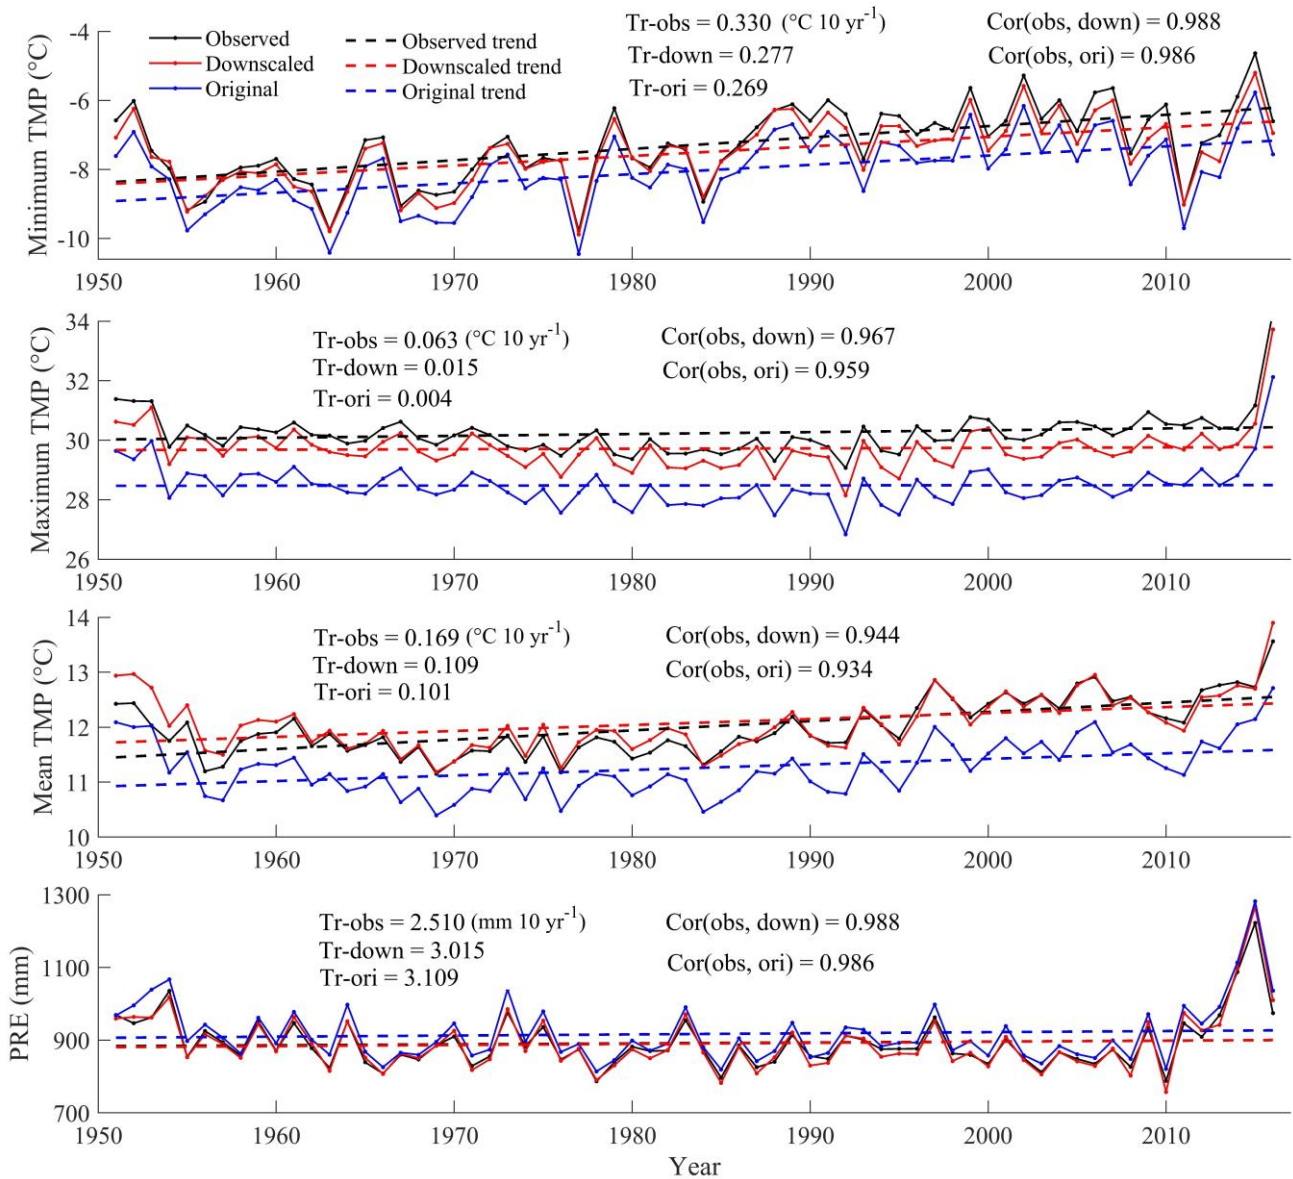 Minimum TMP (°C)
-4
-6
-8
-10
Observed
Downscaled
Original
Observed trend
Downscaled trend
Original trend
Tr-obs = 0.330 (°C 10 yr⁻¹)
Tr-down = 0.277
Tr-ori = 0.269
Cor(obs, down) = 0.988
Cor(obs, ori) = 0.986
1950 1960 1970 1980 1990 2000 2010
Maximum TMP (°C)
34
32
30
28
26
Tr-obs = 0.063 (°C 10 yr⁻¹)
Tr-down = 0.015
Tr-ori = 0.004
Cor(obs, down) = 0.967
Cor(obs, ori) = 0.959
1950 1960 1970 1980 1990 2000 2010
Mean TMP (°C)
14
13
12
11
10
Tr-obs = 0.169 (°C 10 yr⁻¹)
Tr-down = 0.109
Tr-ori = 0.101
Cor(obs, down) = 0.944
Cor(obs, ori) = 0.934
1950 1960 1970 1980 1990 2000 2010
PRE (mm)
1300
1100
900
700
Tr-obs = 2.510 (mm 10 yr⁻¹)
Tr-down = 3.015
Tr-ori = 3.109
Cor(obs, down) = 0.988
Cor(obs, ori) = 0.986
1950 1960 1970 1980 1990 2000 2010
Year